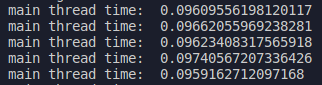 main thread time:  0.09609556198120117
main thread time:  0.09662055969238281
main thread time:  0.09623408317565918
main thread time:  0.09740567207336426
main thread time:  0.0959162712097168